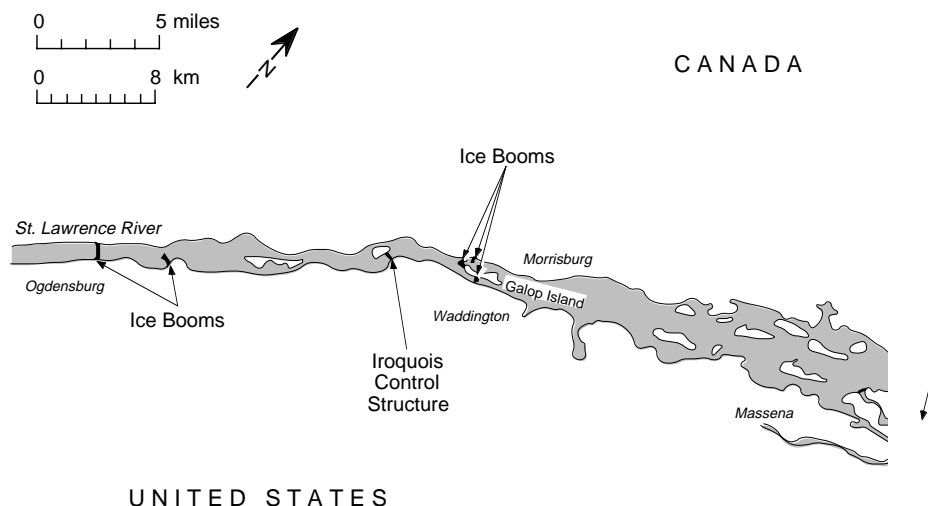 0 5 miles
0 8 km
N
CANADA
Ice Booms
St. Lawrence River
Morrisburg
Ogdensburg
Galop Island
Ice Booms
Waddington
Iroquois
Control
Structure
Massena
UNITED STATES